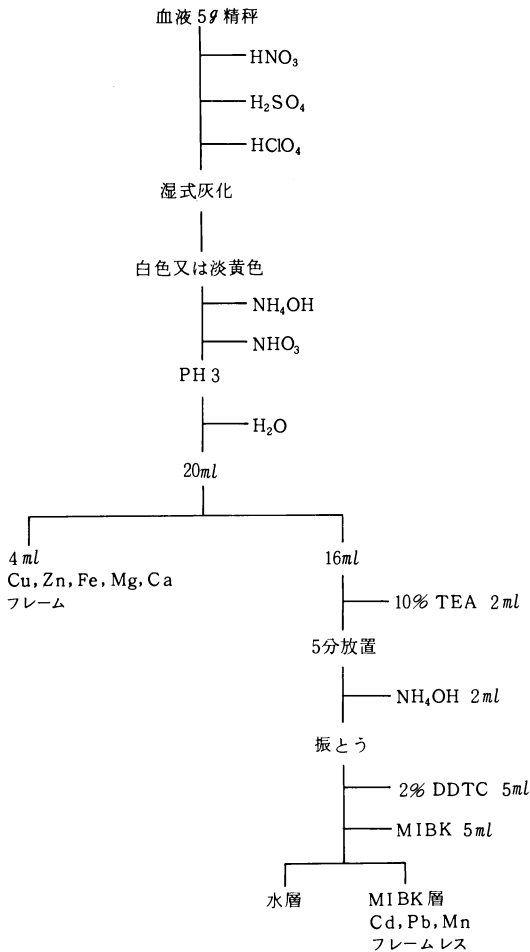 血液5g精秤
HNO₃
H₂SO₄
HClO₄
湿式灰化
白色又は淡黄色
NH₄OH
NHO₃
PH3
H₂O
20ml
4ml
Cu, Zn, Fe, Mg, Ca
フレーム
16ml
10% TEA 2ml
5分放置
NH₄OH 2ml
振とう
2% DDTC 5ml
MIBK 5ml
水層
MIBK層
Cd, Pb, Mn
フレームレス